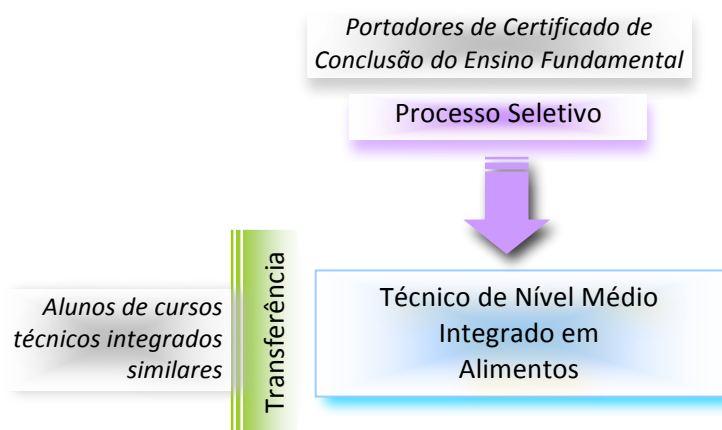 Portadores de Certificado de
Conclusão do Ensino Fundamental
Processo Seletivo
Transferência
Alunos de cursos
técnicos integrados
similares
Técnico de Nível Médio
Integrado em
Alimentos